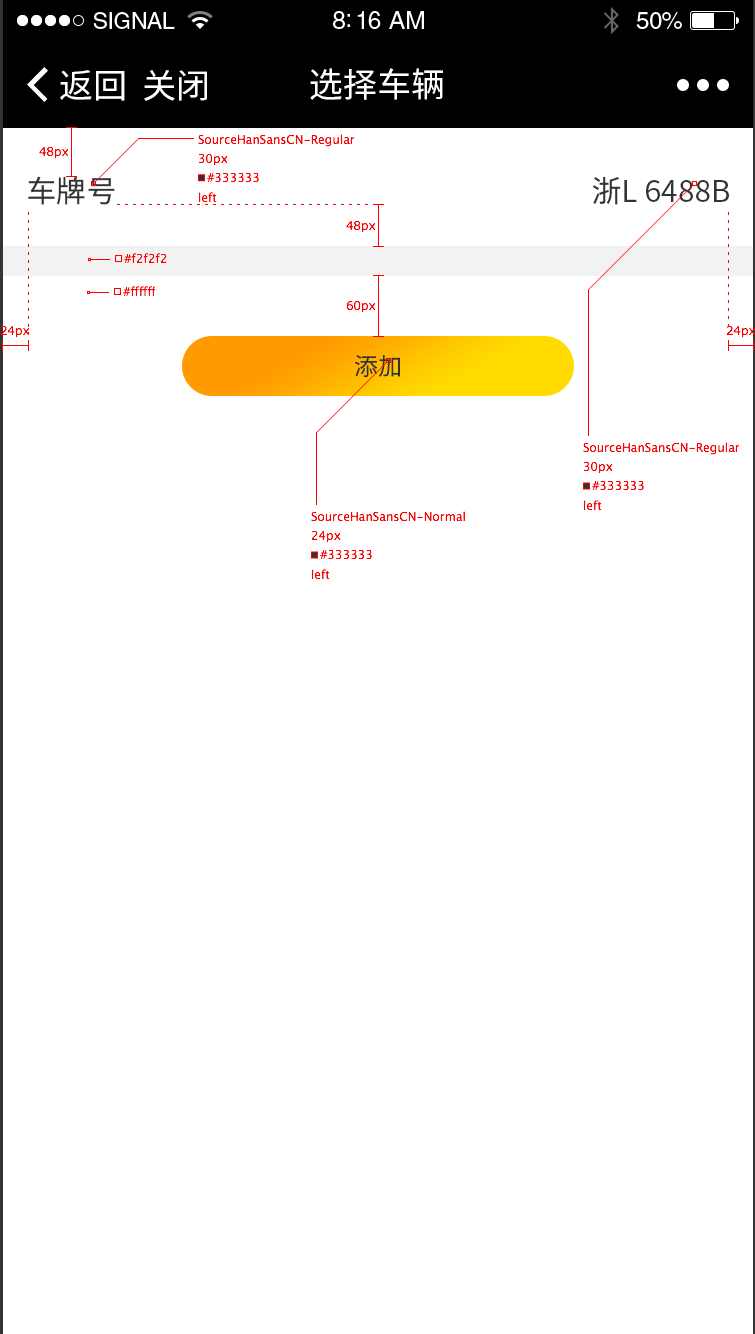 SIGNAL 8:16 AM 50%
返回 关闭 选择车辆
48px
SourceHanSansCN-Regular
30px
#333333
left
车牌号 浙L 6488B
48px
#f2f2f2
#ffffff
60px
24px 24px
添加
SourceHanSansCN-Regular
30px
#333333
left
SourceHanSansCN-Normal
24px
#333333
left